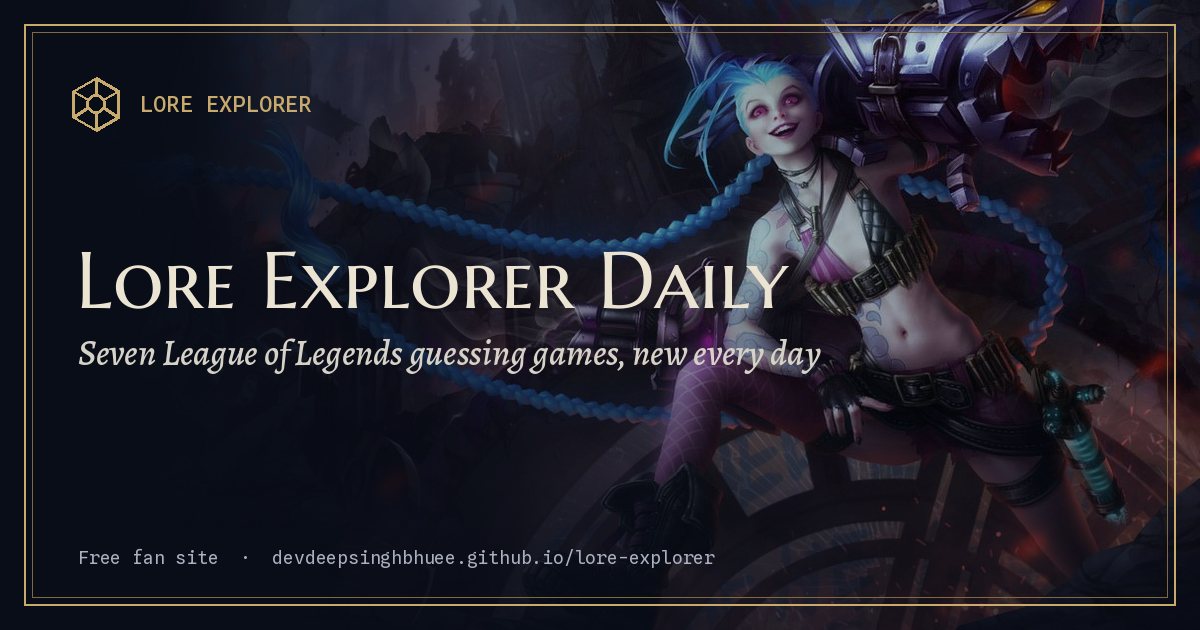 LORE EXPLORER
Lore Explorer Daily
Seven League of Legends guessing games, new every day
Free fan site · devdeepsinghbhuee.github.io/lore-explorer